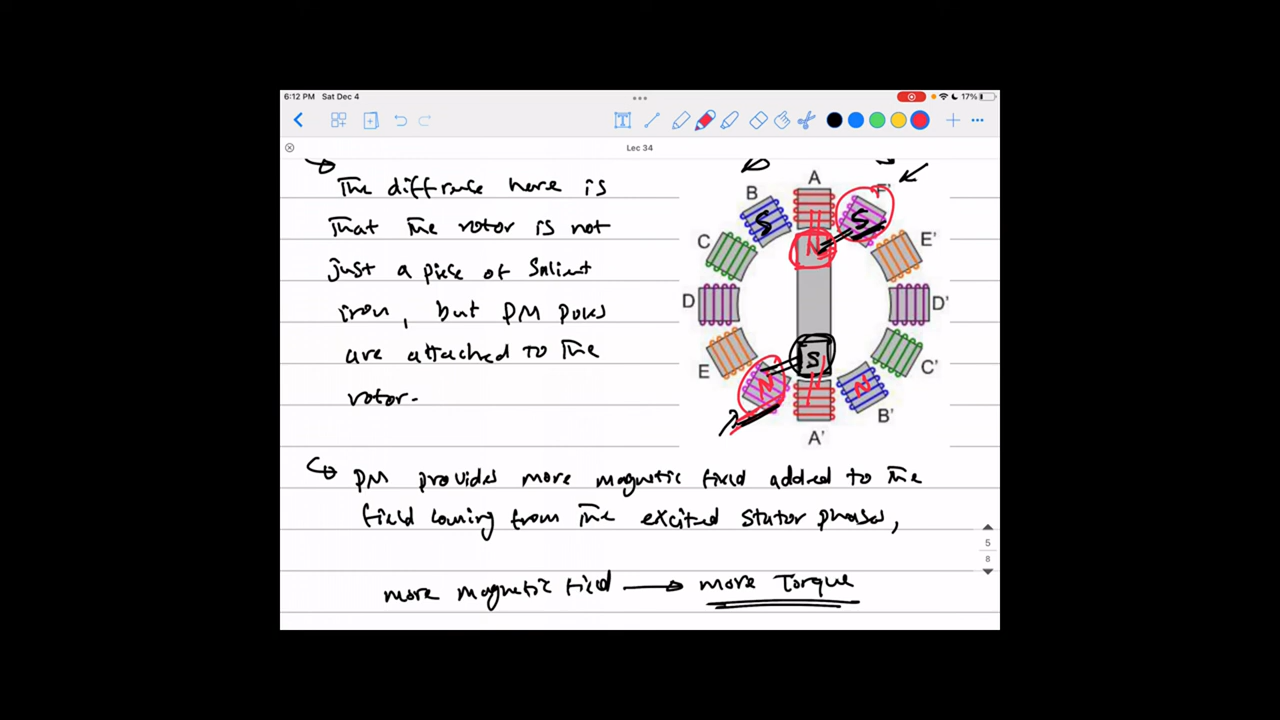 6:12 PM Sat Dec 4
17%
Lec 34
The diffrence here is
that the rotor is not
just a piece of salient
iron, but PM poles
are attached to the
rotor.
A
B
F'
S
S
C
N
E'
D
D'
E
S
C'
N
N
B'
A'
PM provides more magnetic field added to the
field coming from the excited stator phases,
5
8
more magnetic field → more Torque